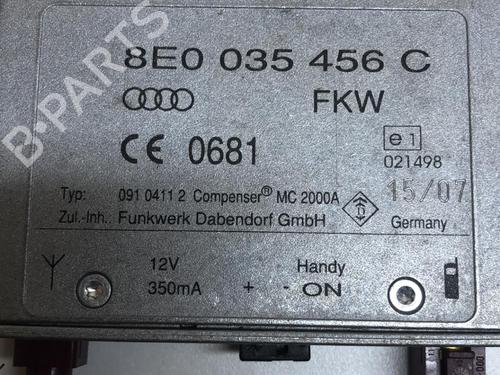 8E0 035 456 C
FKW
CE 0681
e1
021498
Typ: 091 0411 2 Compenser® MC 2000A
15/07
Zul.-Inh.: Funkwerk Dabendorf GmbH
Germany
12V
350mA + -
Handy
ON
B-PARTS